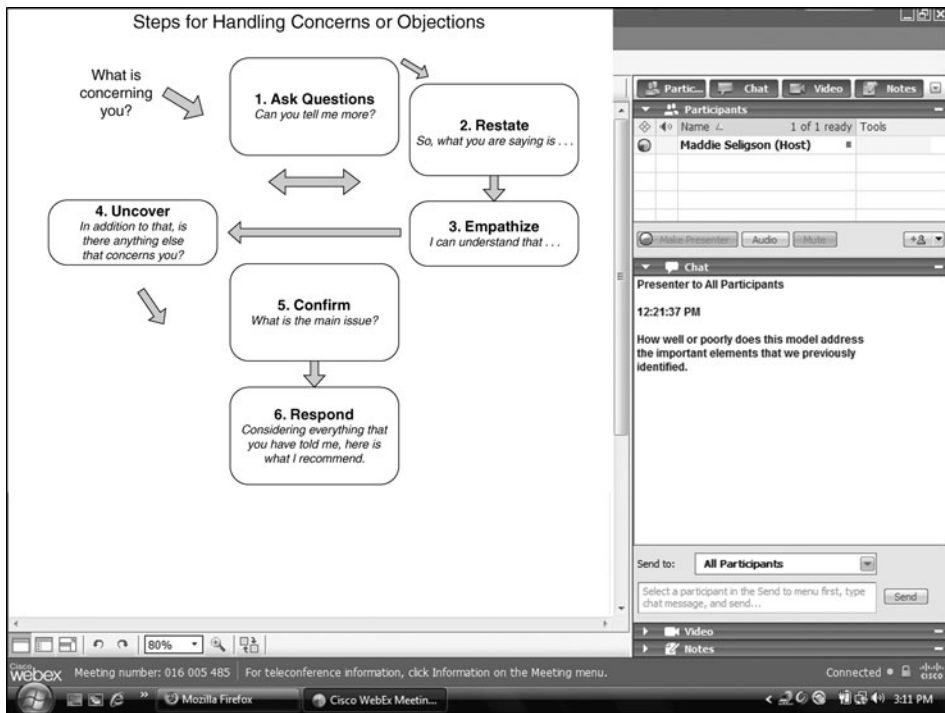 Steps for Handling Concerns or Objections
What is
concerning
you?
1. Ask Questions
Can you tell me more?
2. Restate
So, what you are saying is . . .
3. Empathize
I can understand that . . .
4. Uncover
In addition to that, is
there anything else
that concerns you?
5. Confirm
What is the main issue?
6. Respond
Considering everything that
you have told me, here is
what I recommend.
80%
Partic...
Chat
Video
Notes
Participants
Name
1 of 1 ready
Tools
Maddie Seligson (Host)
Make Presenter
Audio
Mute
Chat
Presenter to All Participants
12:21:37 PM
How well or poorly does this model address
the important elements that we previously
identified.
Send to:
All Participants
Select a participant in the Send to menu first, type
chat message, and send...
Send
Video
Notes
Cisco
webex
Meeting number: 016 005 485
For teleconference information, click Information on the Meeting menu.
Connected
CISCO
Mozilla Firefox
Cisco WebEx Meetin...
3:11 PM